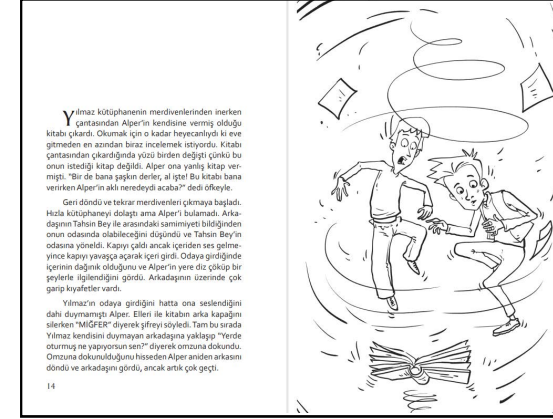 Yılmaz kütüphanenin merdivenlerinden inerken
çantasından Alper'in kendisine vermiş olduğu
kitabı çıkardı. Okumak için o kadar heyecanlıydı ki eve
gitmeden en azından biraz incelemek istiyordu. Kitabı
çantasından çıkardığında yüzü birden değişti çünkü bu
onun istediği kitap değildi. Alper ona yanlış kitap ver-
mişti. "Bir de bana şaşkın derler, al işte! Bu kitabı bana
verirken Alper'in aklı neredeydi acaba?" dedi öfkeyle.
Geri döndü ve tekrar merdivenleri çıkmaya başladı.
Hızla kütüphaneyi dolaştı ama Alper'i bulamadı. Arka-
daşının Tahsin Bey ile arasındaki samimiyeti bildiğinden
onun odasında olabileceğini düşündü ve Tahsin Bey'in
odasına yöneldi. Kapıyı çaldı ancak içeriden ses gelme-
yince kapıyı yavaşça açarak içeri girdi. Odaya girdiğinde
içerinin dağınık olduğunu ve Alper'in yere diz çöküp bir
şeylerle ilgilendiğini gördü. Arkadaşının üzerinde çok
garip kıyafetler vardı.
Yılmaz'ın odaya girdiğini hatta ona seslendiğini
dahi duymamıştı Alper. Elleri ile kitabın arka kapağını
silerken "MİĞFER" diyerek şifreyi söyledi. Tam bu sırada
Yılmaz kendisini duymayan arkadaşına yaklaşıp "Yerde
oturmuş ne yapıyorsun sen?" diyerek omzuna dokundu.
Omzuna dokunulduğunu hisseden Alper aniden arkasını
döndü ve arkadaşını gördü, ancak artık çok geçti.
14